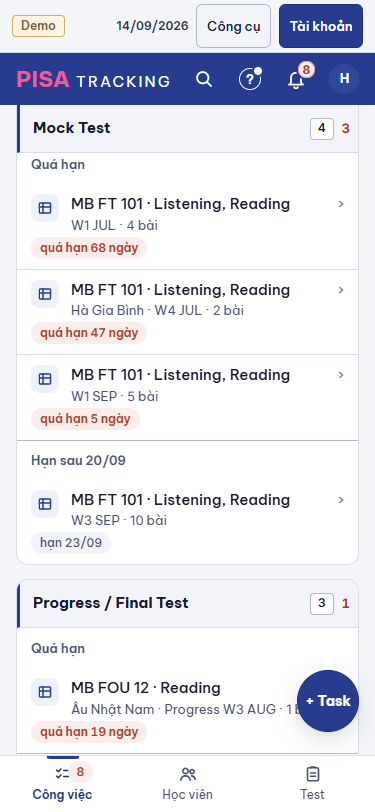 Demo
14/09/2026
Công cụ
Tài khoản
PISA TRACKING
?
8
H
Mock Test
4
3
Quá hạn
MB FT 101 · Listening, Reading
W1 JUL · 4 bài
quá hạn 68 ngày
MB FT 101 · Listening, Reading
Hà Gia Bình · W4 JUL · 2 bài
quá hạn 47 ngày
MB FT 101 · Listening, Reading
W1 SEP · 5 bài
quá hạn 5 ngày
Hạn sau 20/09
MB FT 101 · Listening, Reading
W3 SEP · 10 bài
hạn 23/09
Progress / Final Test
3
1
Quá hạn
MB FOU 12 · Reading
Âu Nhật Nam · Progress W3 AUG · 1
quá hạn 19 ngày
+ Task
8
Công việc
Học viên
Test